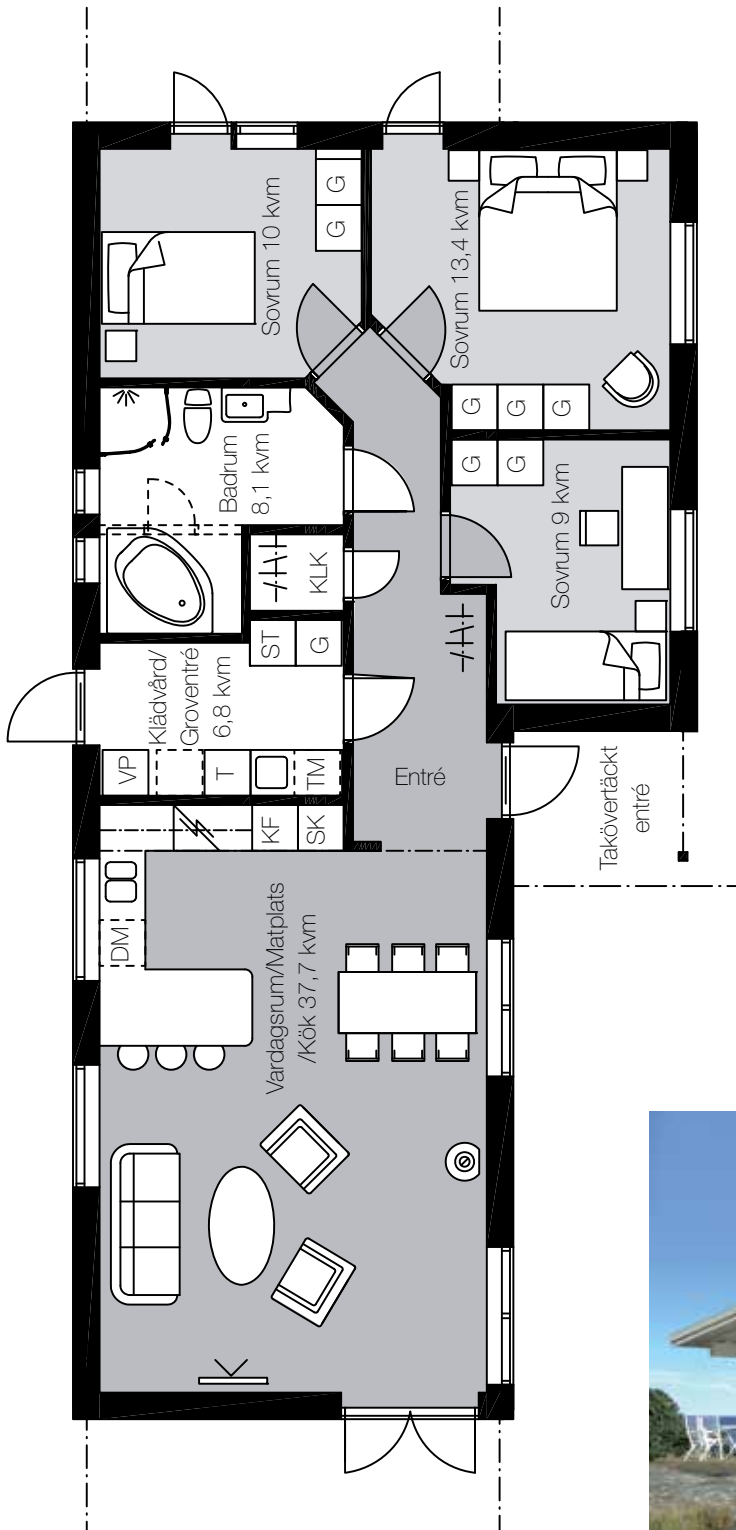 Sovrum 10 kvm
G
G
Sovrum 13,4 kvm
G
G
G
Badrum
8,1 kvm
G
G
Sovrum 9 kvm
KLK
ST
G
Klädvård/
Groventré
6,8 kvm
VP
T
TM
Entré
Takövertäckt
entré
KF
SK
DM
Vardagsrum/Matplats
/Kök 37,7 kvm